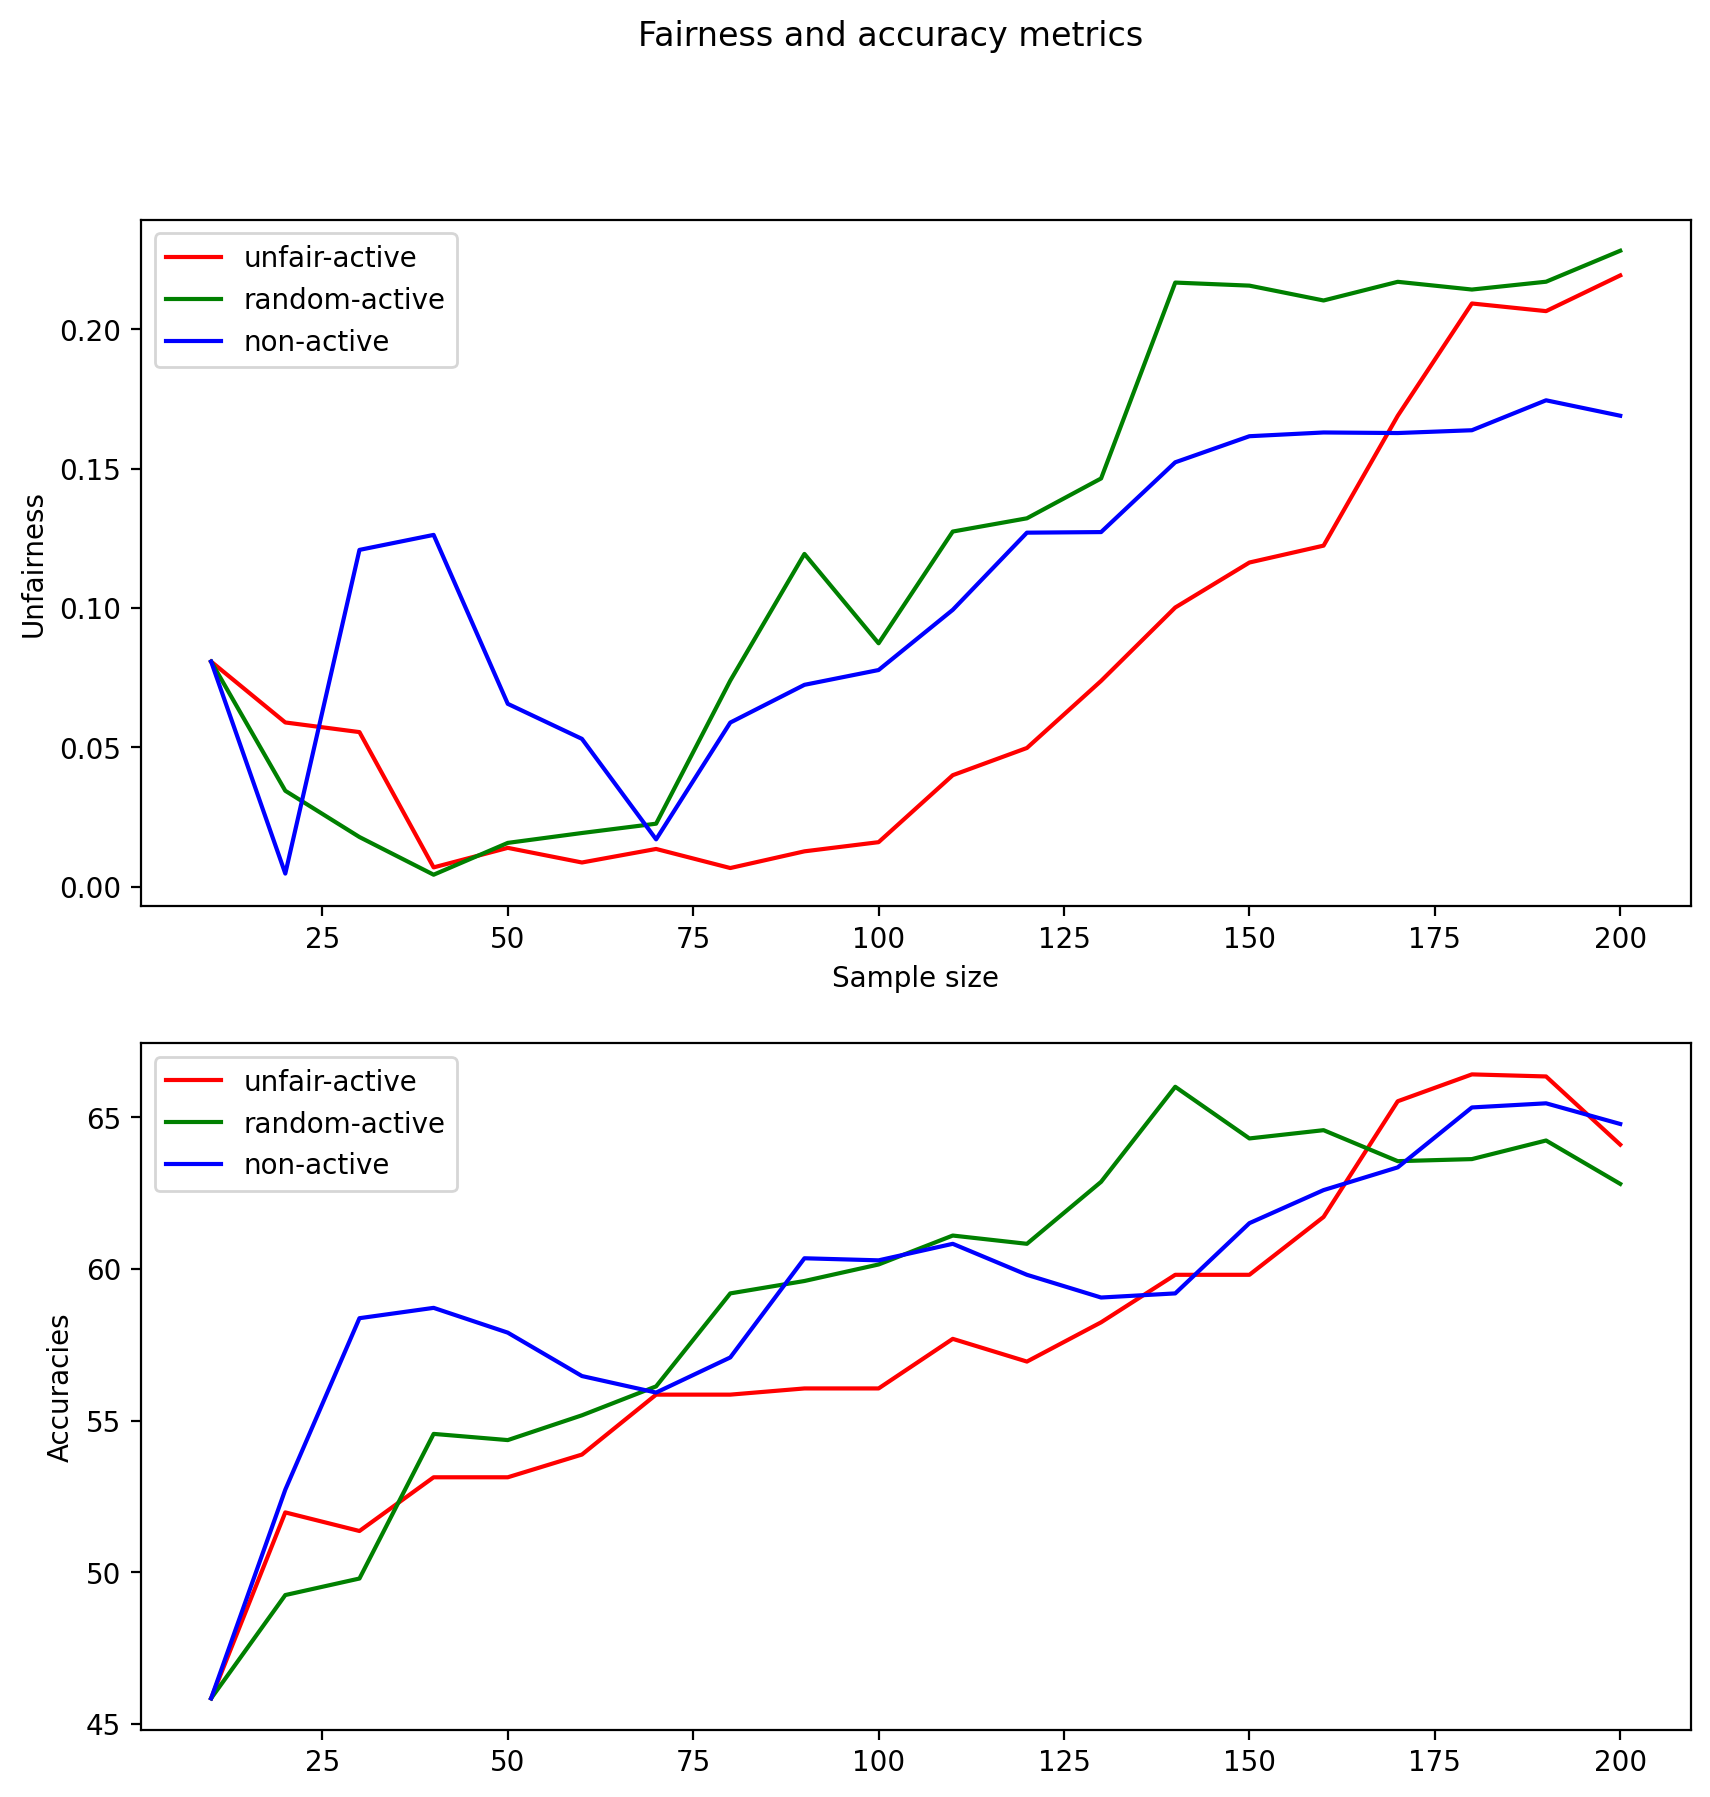 Fairness and accuracy metrics
unfair-active
random-active
non-active
0.20
0.15
0.10
0.05
0.00
Unfairness
25 50 75 100 125 150 175 200
Sample size
unfair-active
random-active
non-active
65
60
55
50
45
Accuracies
25 50 75 100 125 150 175 200